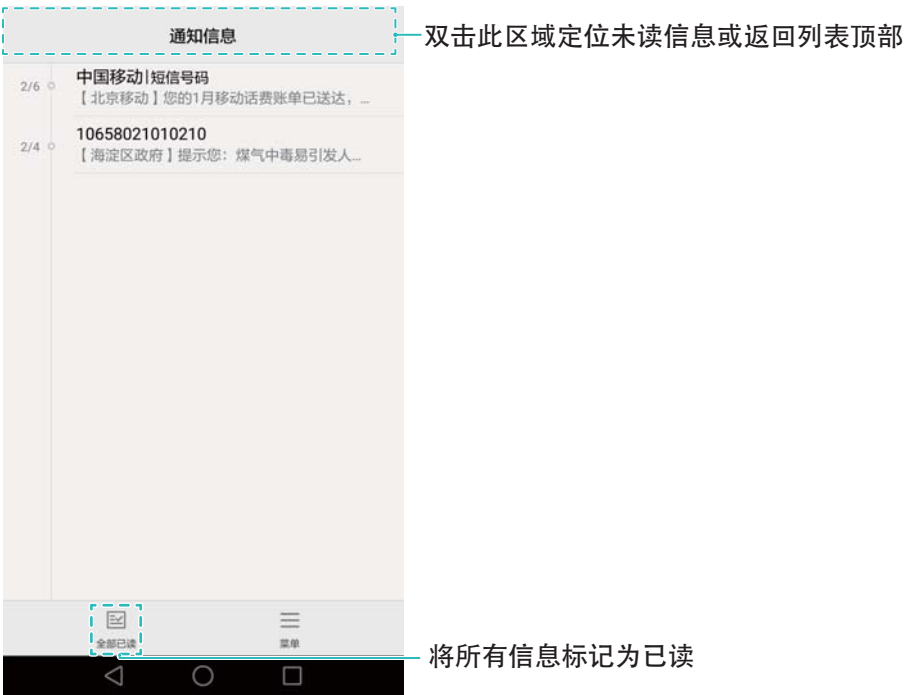 通知信息
双击此区域定位未读信息或返回列表顶部
2/6
中国移动|短信号码
【北京移动】您的1月移动话费账单已送达，...
10658021010210
2/4
【海淀区政府】提示您：煤气中毒易引发人...
全部已读
菜单
将所有信息标记为已读